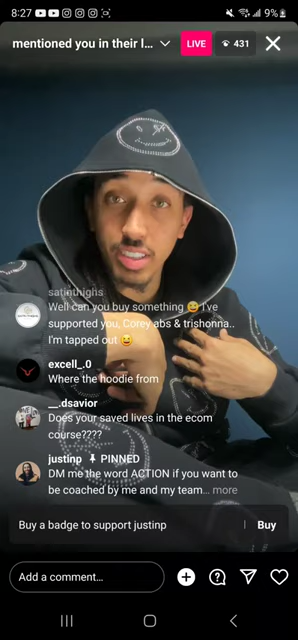 8:27
9%
mentioned you in their l...
LIVE
431
satinthighs
Well can you buy something 😅 I've
supported you, Corey abs & trishonna..
I'm tapped out 😅
excell_.0
Where the hoodie from
__.dsavior
Does your saved lives in the ecom
course????
justinp PINNED
DM me the word ACTION if you want to
be coached by me and my team... more
Buy a badge to support justinp
Buy
Add a comment...